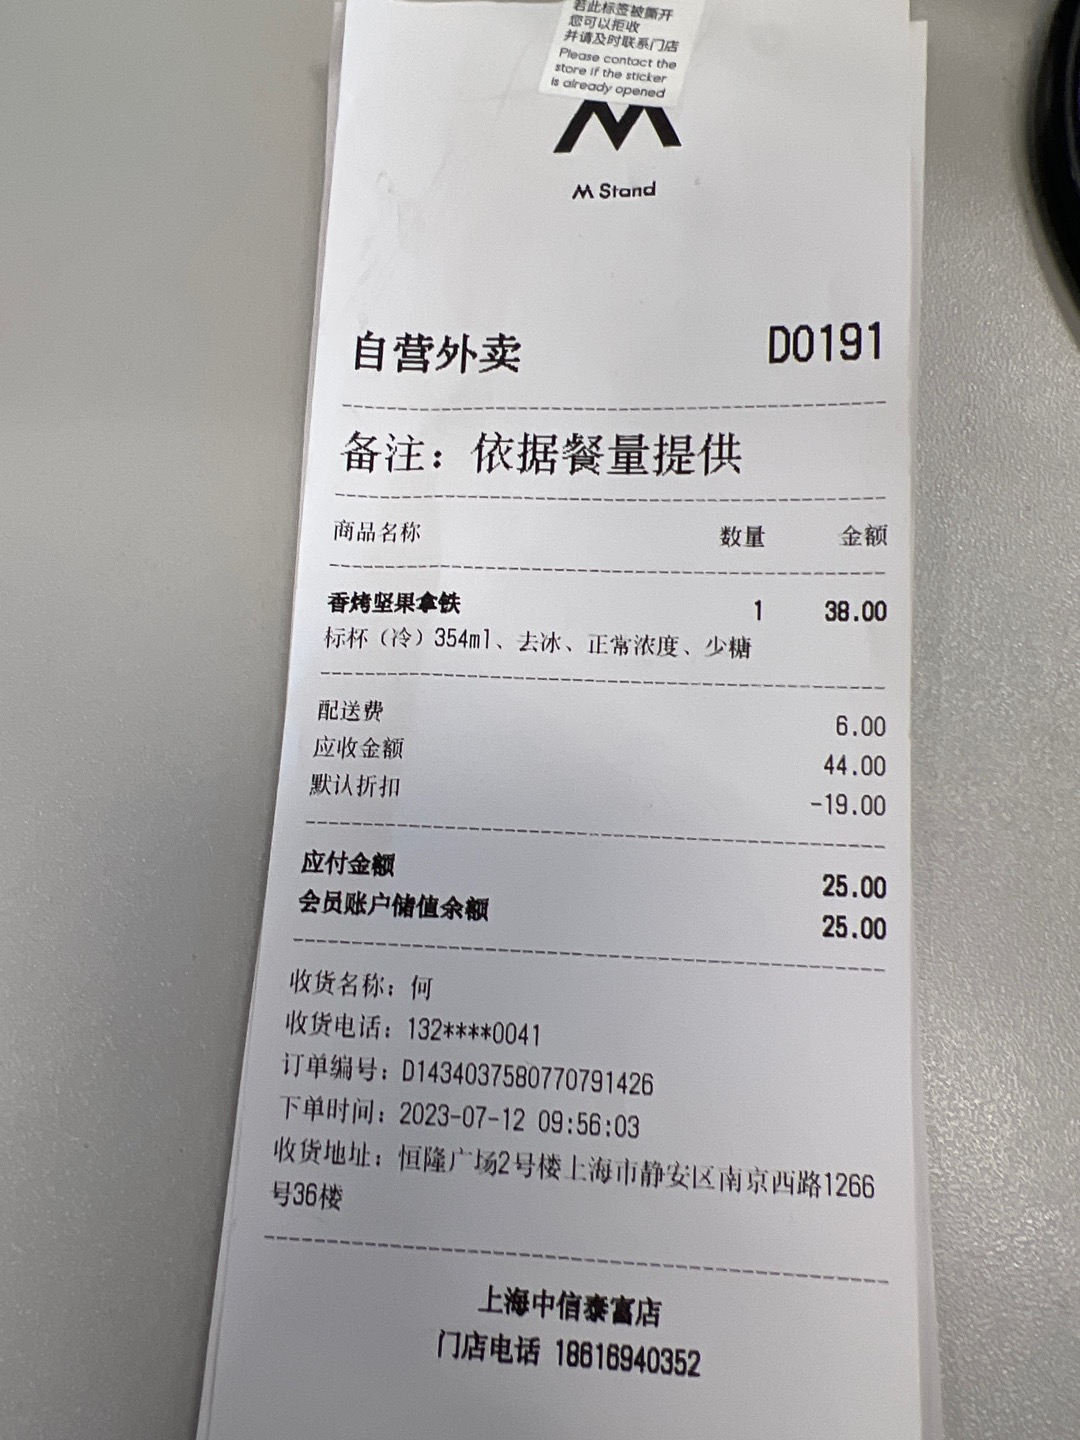 若此标签被撕开
您可以拒收
并请及时联系门店
Please contact the
store if the sticker
is already opened
M Stand
自营外卖 D0191
备注：依据餐量提供
商品名称 数量 金额
香烤坚果拿铁 1 38.00
标杯（冷）354ml、去冰、正常浓度、少糖
配送费 6.00
应收金额 44.00
默认折扣 -19.00
应付金额 25.00
会员账户储值余额 25.00
收货名称：何
收货电话：132****0041
订单编号：D1434037580770791426
下单时间：2023-07-12 09:56:03
收货地址：恒隆广场2号楼上海市静安区南京西路1266
号36楼
上海中信泰富店
门店电话 18616940352